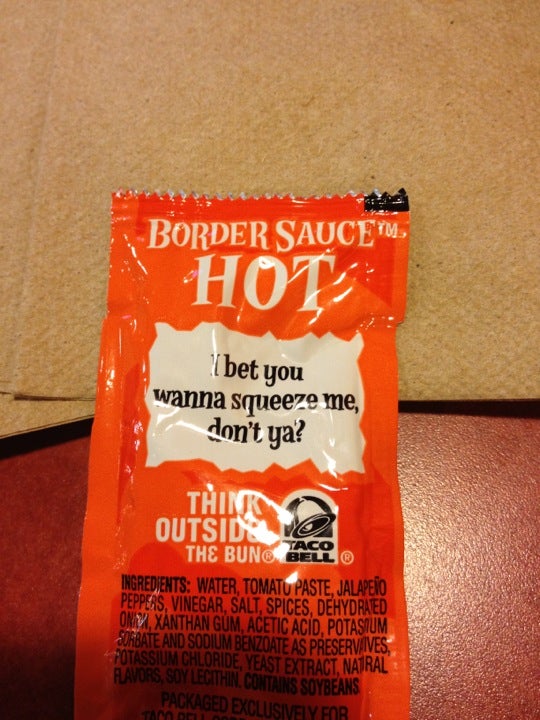 BORDER SAUCE™
HOT
I bet you
wanna squeeze me,
don't ya?
THINK
OUTSIDE
THE BUN®
TACO
BELL®
INGREDIENTS: WATER, TOMATO PASTE, JALAPEÑO
PEPPERS, VINEGAR, SALT, SPICES, DEHYDRATED
ONION, XANTHAN GUM, ACETIC ACID, POTASSIUM
SORBATE AND SODIUM BENZOATE AS PRESERVATIVES,
POTASSIUM CHLORIDE, YEAST EXTRACT, NATURAL
FLAVORS, SOY LECITHIN. CONTAINS SOYBEANS.
PACKAGED EXCLUSIVELY FOR
TACO BELL